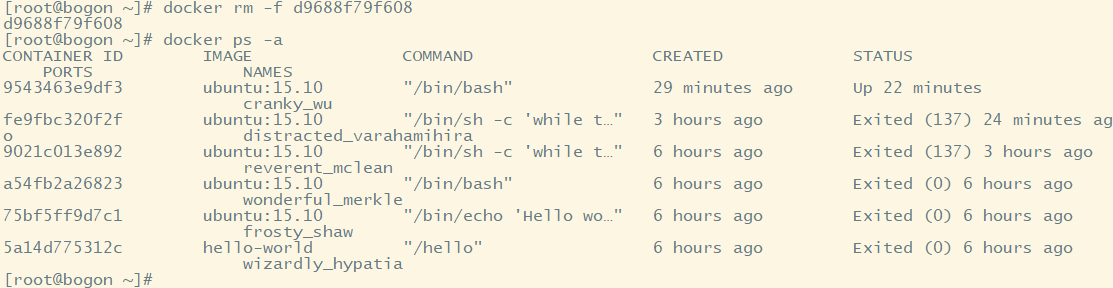 [root@bogon ~]# docker rm -f d9688f79f608
d9688f79f608
[root@bogon ~]# docker ps -a
CONTAINER ID        IMAGE               COMMAND                  CREATED             STATUS
    PORTS               NAMES
9543463e9df3        ubuntu:15.10        "/bin/bash"              29 minutes ago      Up 22 minutes
                        cranky_wu
fe9fbc320f2f        ubuntu:15.10        "/bin/sh -c 'while t…"   3 hours ago         Exited (137) 24 minutes ag
o                       distracted_varahamihira
9021c013e892        ubuntu:15.10        "/bin/sh -c 'while t…"   6 hours ago         Exited (137) 3 hours ago
                        reverent_mclean
a54fb2a26823        ubuntu:15.10        "/bin/bash"              6 hours ago         Exited (0) 6 hours ago
                        wonderful_merkle
75bf5ff9d7c1        ubuntu:15.10        "/bin/echo 'Hello wo…"   6 hours ago         Exited (0) 6 hours ago
                        frosty_shaw
5a14d775312c        hello-world         "/hello"                 6 hours ago         Exited (0) 6 hours ago
                        wizardly_hypatia
[root@bogon ~]#